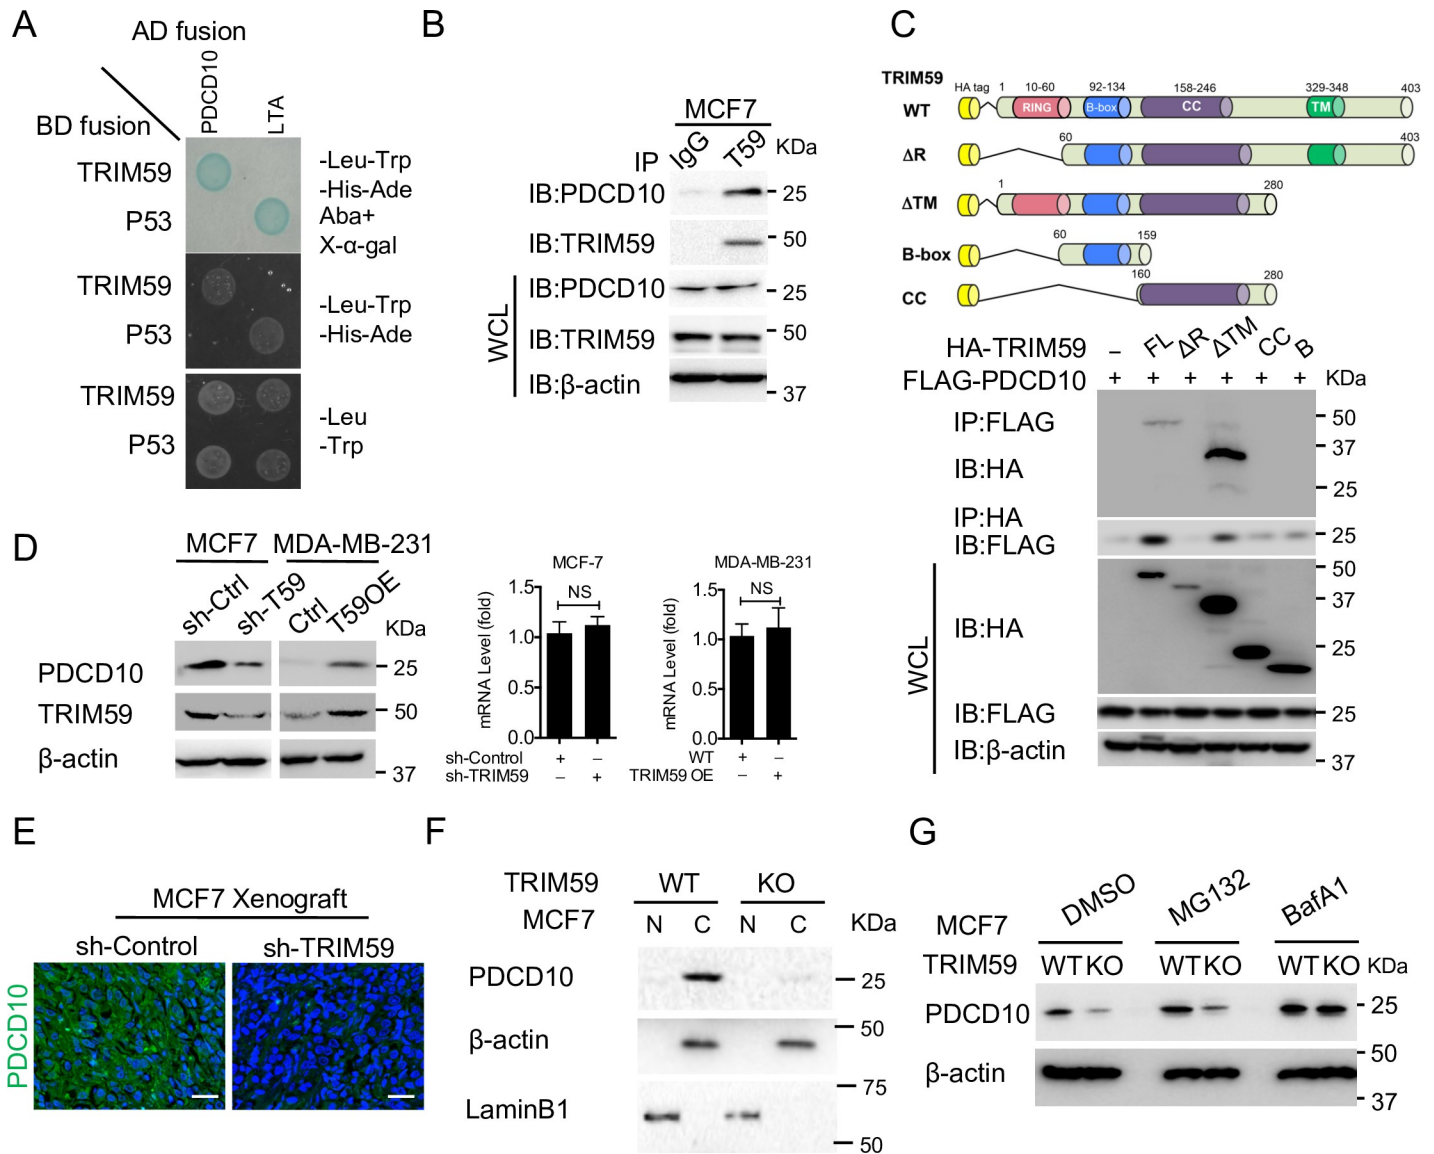 A
AD fusion
PDCD10
LTA
BD fusion
TRIM59
P53
-Leu-Trp
-His-Ade
Aba+
X-α-gal
TRIM59
P53
-Leu-Trp
-His-Ade
TRIM59
P53
-Leu
-Trp
B
MCF7
IP IgG T59 KDa
IB:PDCD10 25
IB:TRIM59 50
WCL
IB:PDCD10 25
IB:TRIM59 50
IB:β-actin
37
C
TRIM59
HA tag 1 10-60 92-134 158-246 329-348 403
WT RING B-box CC TM
60 403
ΔR
1 280
ΔTM
60 159
B-box
160 280
CC
HA-TRIM59 – FL ΔR ΔTM CC B
FLAG-PDCD10 + + + + + + KDa
IP:FLAG
IB:HA
50
37
25
IP:HA
IB:FLAG
25
WCL
IB:HA
50
37
25
IB:FLAG 25
IB:β-actin
37
D
MCF7 MDA-MB-231
sh-Ctrl sh-T59 Ctrl T59OE
KDa
PDCD10 25
TRIM59 50
β-actin
37
MCF-7
mRNA Level (fold)
1.5
1.0
0.5
0.0
NS
sh-Control + –
sh-TRIM59 – +
MDA-MB-231
mRNA Level (fold)
1.5
1.0
0.5
0.0
NS
WT + –
TRIM59 OE – +
E
MCF7 Xenograft
sh-Control sh-TRIM59
PDCD10
F
TRIM59 WT KO
MCF7 N C N C KDa
PDCD10 25
50
β-actin
75
LaminB1
50
G
DMSO MG132 BafA1
MCF7
TRIM59 WT KO WT KO WT KO KDa
PDCD10 25
50
β-actin
37